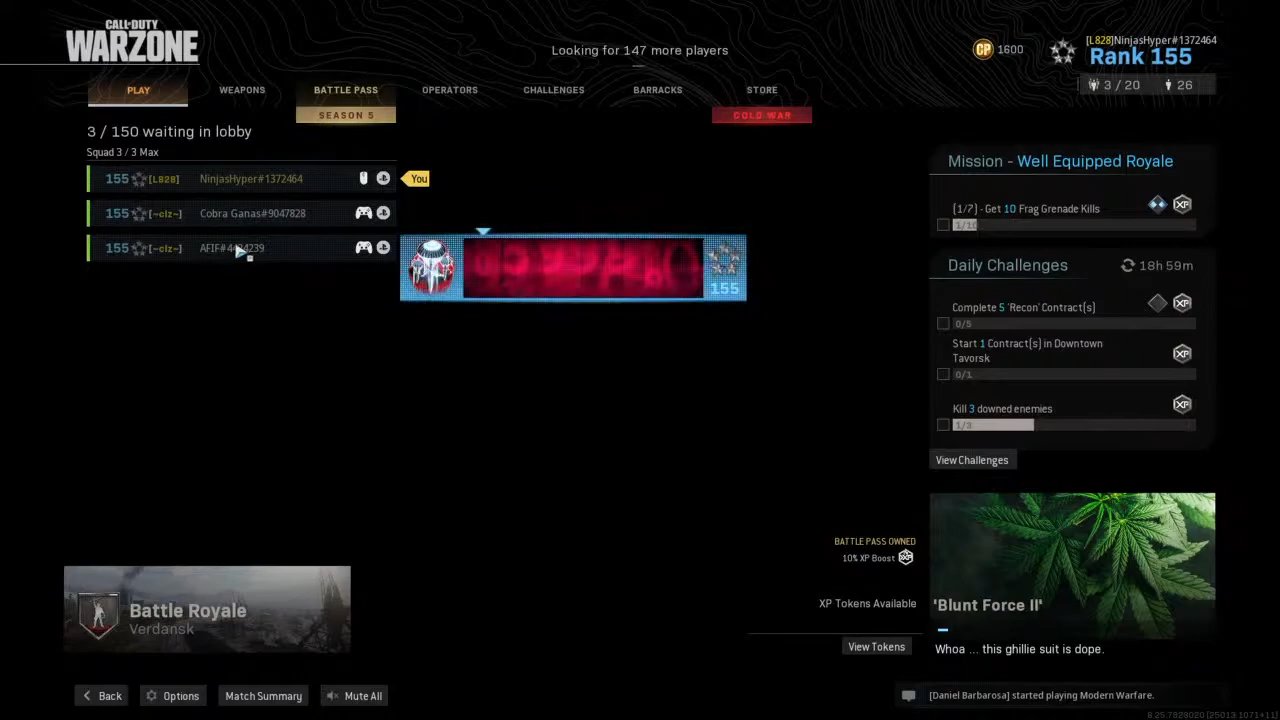 CALL OF DUTY
WARZONE
Looking for 147 more players
CP 1600
[L828]NinjasHyper#1372464
Rank 155
3 / 20
26
PLAY
WEAPONS
BATTLE PASS
SEASON 5
OPERATORS
CHALLENGES
BARRACKS
STORE
COLD WAR
3 / 150 waiting in lobby
Squad 3 / 3 Max
155 [L828] NinjasHyper#1372464
You
155 [~clz~] Cobra Ganas#9047828
155 [~clz~]
155
Mission - Well Equipped Royale
(1/7) - Get 10 Frag Grenade Kills
XP
1/10
Daily Challenges
18h 59m
Complete 5 'Recon' Contract(s)
XP
0/5
Start 1 Contract(s) in Downtown
Tavorsk
XP
0/1
Kill 3 downed enemies
XP
1/3
View Challenges
BATTLE PASS OWNED
10% XP Boost
XP Tokens Available
View Tokens
'Blunt Force II'
Whoa ... this ghillie suit is dope.
Battle Royale
Verdansk
Back
Options
Match Summary
Mute All
[Daniel Barbarosa] started playing Modern Warfare.